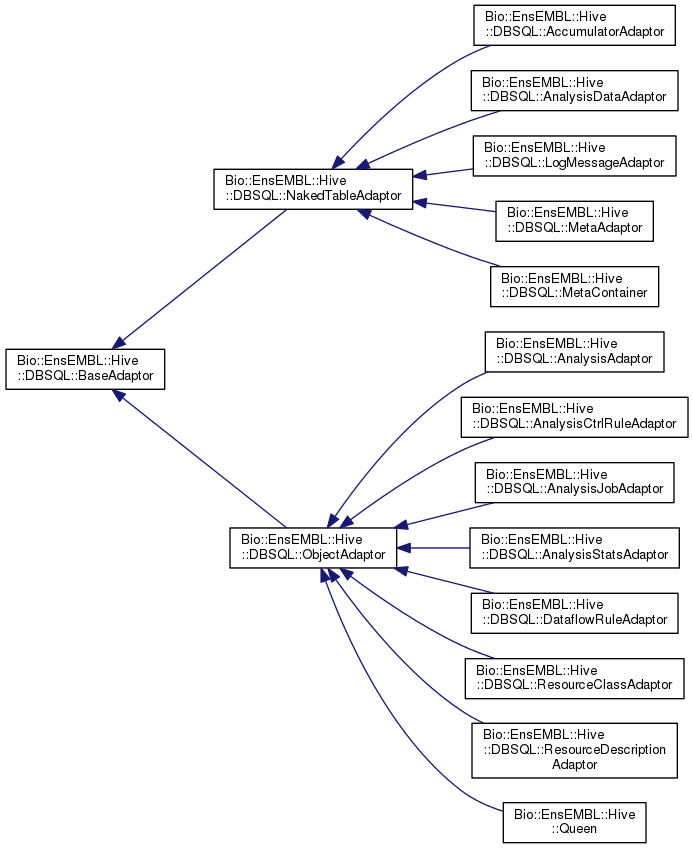 Bio::EnsEMBL::Hive
::DBSQL::AccumulatorAdaptor
Bio::EnsEMBL::Hive
::DBSQL::AnalysisDataAdaptor
Bio::EnsEMBL::Hive
::DBSQL::LogMessageAdaptor
Bio::EnsEMBL::Hive
::DBSQL::NakedTableAdaptor
Bio::EnsEMBL::Hive
::DBSQL::MetaAdaptor
Bio::EnsEMBL::Hive
::DBSQL::MetaContainer
Bio::EnsEMBL::Hive
::DBSQL::BaseAdaptor
Bio::EnsEMBL::Hive
::DBSQL::AnalysisAdaptor
Bio::EnsEMBL::Hive
::DBSQL::AnalysisCtrlRuleAdaptor
Bio::EnsEMBL::Hive
::DBSQL::AnalysisJobAdaptor
Bio::EnsEMBL::Hive
::DBSQL::ObjectAdaptor
Bio::EnsEMBL::Hive
::DBSQL::AnalysisStatsAdaptor
Bio::EnsEMBL::Hive
::DBSQL::DataflowRuleAdaptor
Bio::EnsEMBL::Hive
::DBSQL::ResourceClassAdaptor
Bio::EnsEMBL::Hive
::DBSQL::ResourceDescription
Adaptor
Bio::EnsEMBL::Hive
::Queen